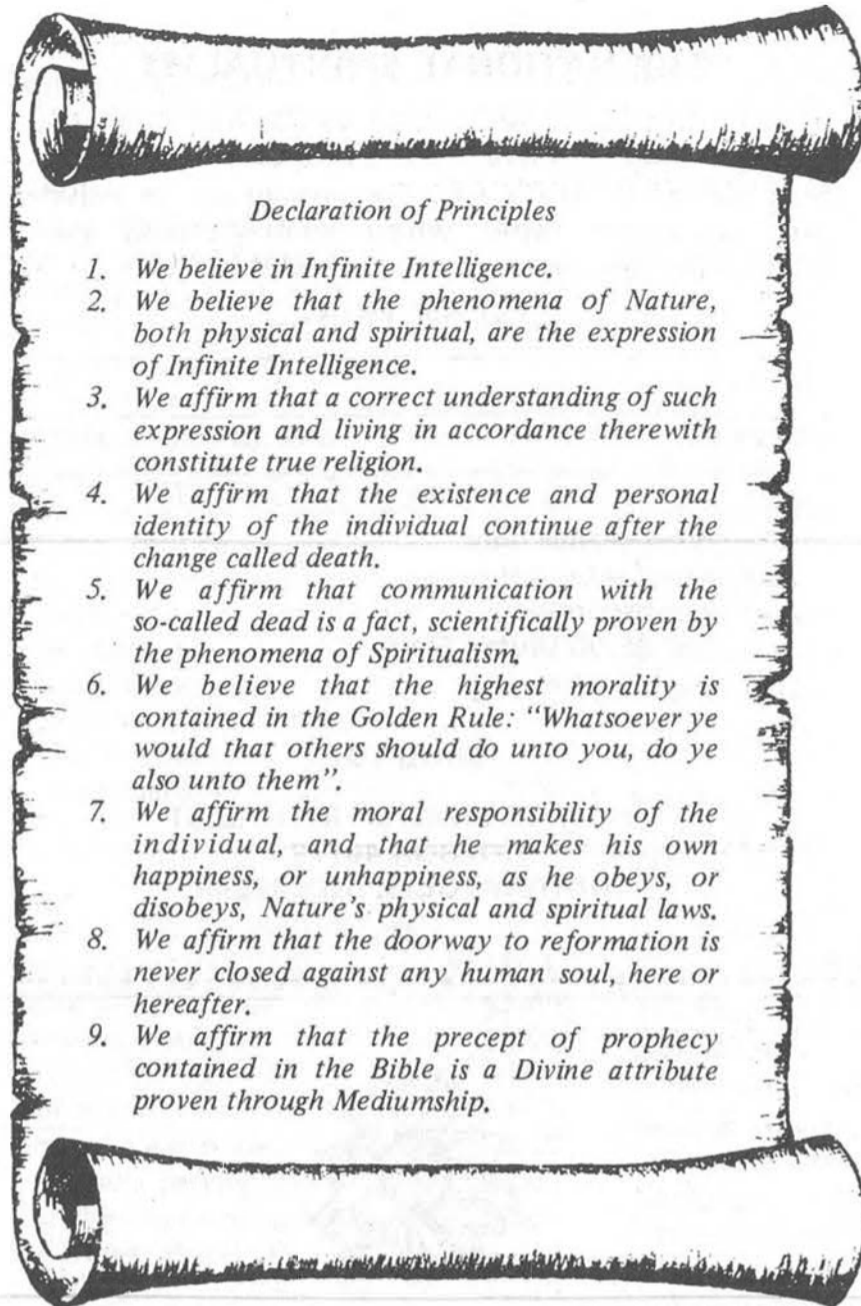 Declaration of Principles
1. We believe in Infinite Intelligence.
2. We believe that the phenomena of Nature,
both physical and spiritual, are the expression
of Infinite Intelligence.
3. We affirm that a correct understanding of such
expression and living in accordance therewith
constitute true religion.
4. We affirm that the existence and personal
identity of the individual continue after the
change called death.
5. We affirm that communication with the
so-called dead is a fact, scientifically proven by
the phenomena of Spiritualism.
6. We believe that the highest morality is
contained in the Golden Rule: “Whatsoever ye
would that others should do unto you, do ye
also unto them”.
7. We affirm the moral responsibility of the
individual, and that he makes his own
happiness, or unhappiness, as he obeys, or
disobeys, Nature’s physical and spiritual laws.
8. We affirm that the doorway to reformation is
never closed against any human soul, here or
hereafter.
9. We affirm that the precept of prophecy
contained in the Bible is a Divine attribute
proven through Mediumship.